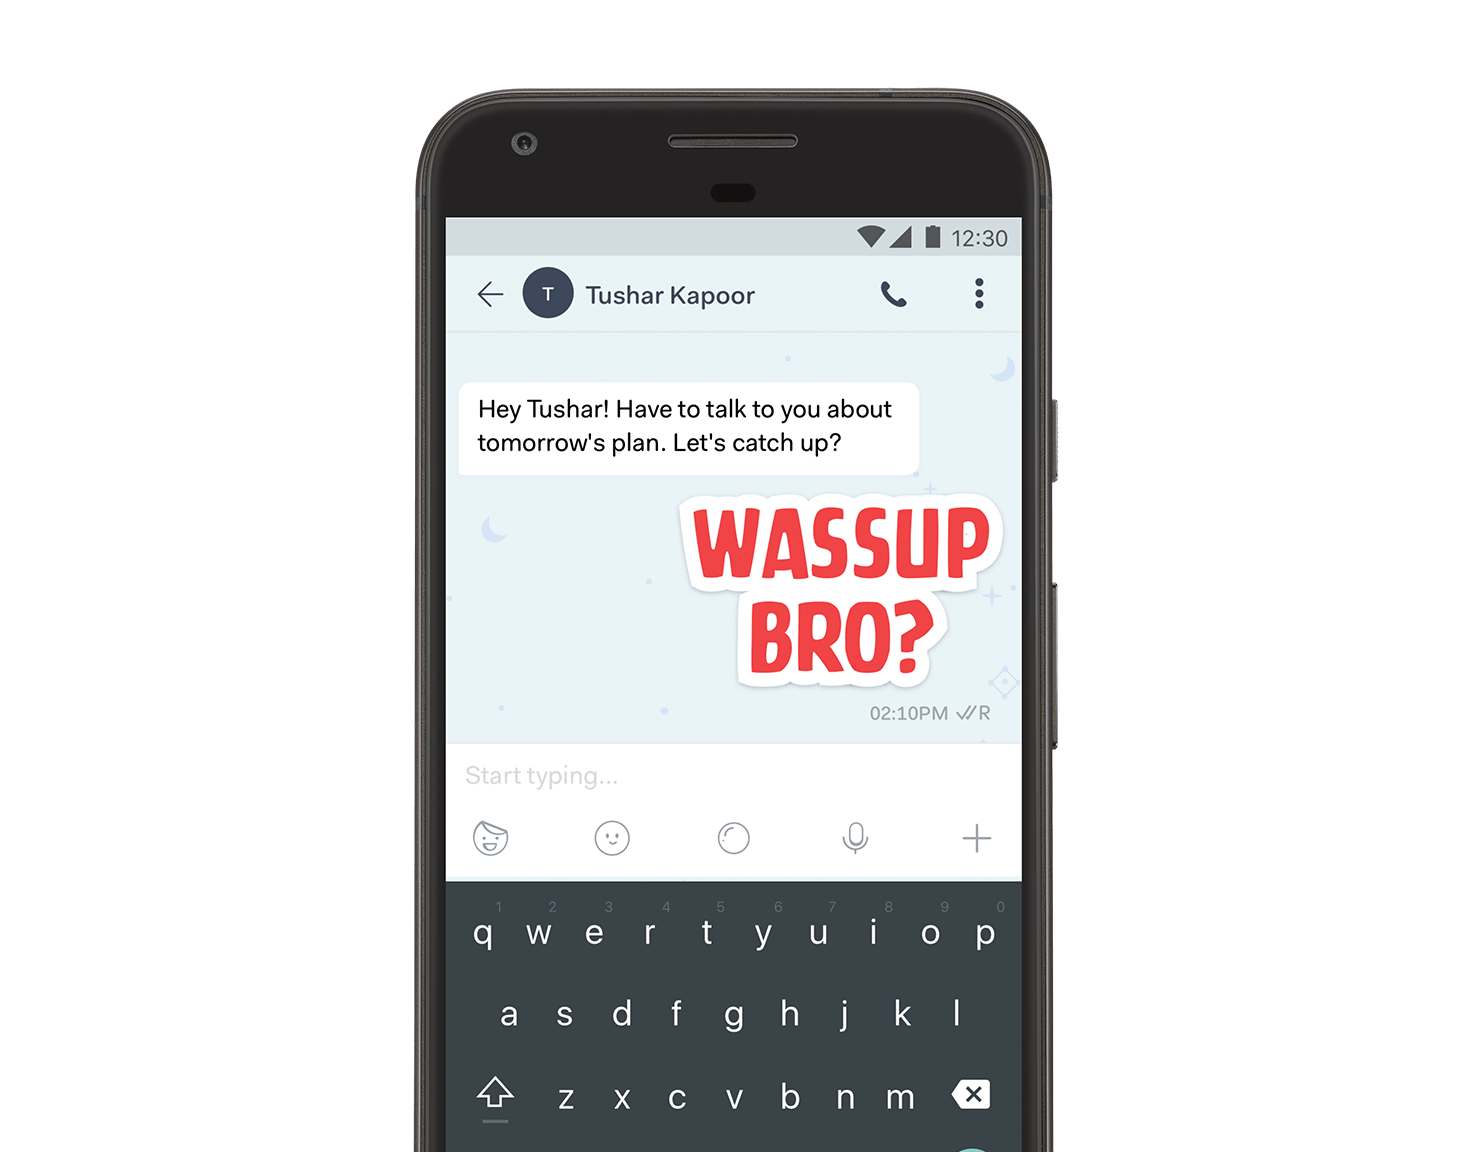 12:30
T
Tushar Kapoor
Hey Tushar! Have to talk to you about
tomorrow's plan. Let's catch up?
WASSUP
BRO?
02:10PM R
Start typing...
1 2 3 4 5 6 7 8 9 0
q w e r t y u i o p
a s d f g h j k l
z x c v b n m